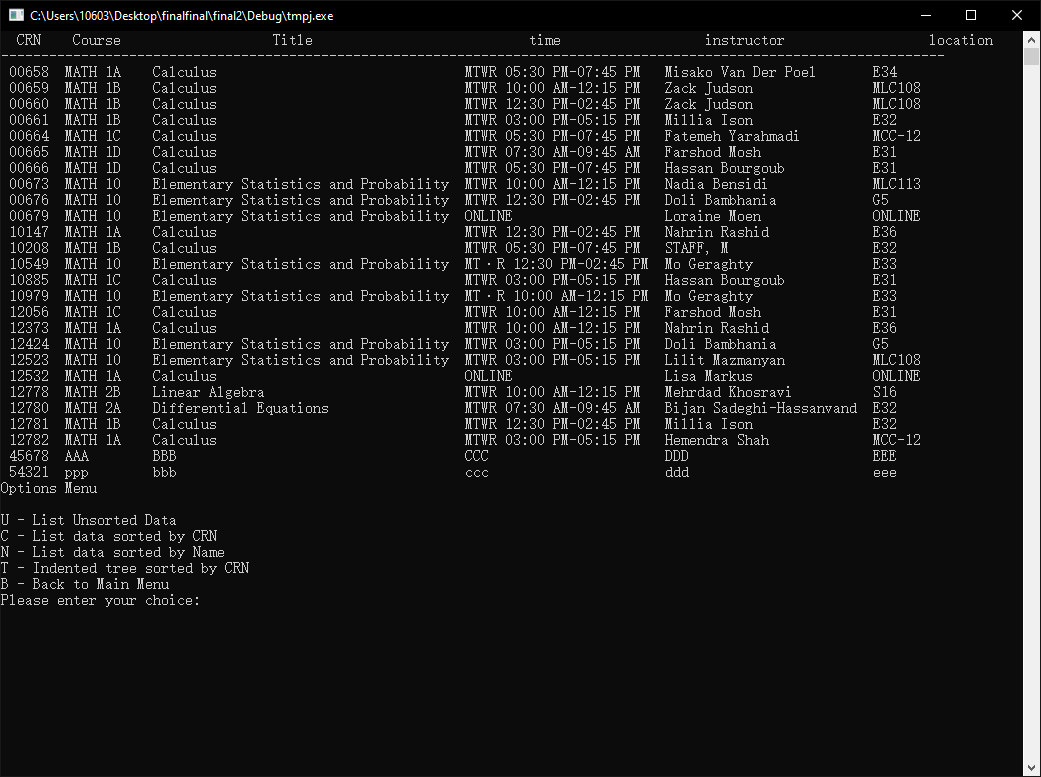 C:\Users\10603\Desktop\finalfinal\final2\Debug\tmpj.exe
CRN Course Title time instructor location
--------------------------------------------------------------------------------------------------------------------
00658 MATH 1A Calculus MTWR 05:30 PM-07:45 PM Misako Van Der Poel E34
00659 MATH 1B Calculus MTWR 10:00 AM-12:15 PM Zack Judson MLC108
00660 MATH 1B Calculus MTWR 12:30 PM-02:45 PM Zack Judson MLC108
00661 MATH 1B Calculus MTWR 03:00 PM-05:15 PM Millia Ison E32
00664 MATH 1C Calculus MTWR 05:30 PM-07:45 PM Fatemeh Yarahmadi MCC-12
00665 MATH 1D Calculus MTWR 07:30 AM-09:45 AM Farshod Mosh E31
00666 MATH 1D Calculus MTWR 05:30 PM-07:45 PM Hassan Bourgoub E31
00673 MATH 10 Elementary Statistics and Probability MTWR 10:00 AM-12:15 PM Nadia Bensidi MLC113
00676 MATH 10 Elementary Statistics and Probability MTWR 12:30 PM-02:45 PM Doli Bambhania G5
00679 MATH 10 Elementary Statistics and Probability ONLINE Loraine Moen ONLINE
10147 MATH 1A Calculus MTWR 12:30 PM-02:45 PM Nahrin Rashid E36
10208 MATH 1B Calculus MTWR 05:30 PM-07:45 PM STAFF, M E32
10549 MATH 10 Elementary Statistics and Probability MT·R 12:30 PM-02:45 PM Mo Geraghty E33
10885 MATH 1C Calculus MTWR 03:00 PM-05:15 PM Hassan Bourgoub E31
10979 MATH 10 Elementary Statistics and Probability MT·R 10:00 AM-12:15 PM Mo Geraghty E33
12056 MATH 1C Calculus MTWR 10:00 AM-12:15 PM Farshod Mosh E31
12373 MATH 1A Calculus MTWR 10:00 AM-12:15 PM Nahrin Rashid E36
12424 MATH 10 Elementary Statistics and Probability MTWR 03:00 PM-05:15 PM Doli Bambhania G5
12523 MATH 10 Elementary Statistics and Probability MTWR 03:00 PM-05:15 PM Lilit Mazmanyan MLC108
12532 MATH 1A Calculus ONLINE Lisa Markus ONLINE
12778 MATH 2B Linear Algebra MTWR 10:00 AM-12:15 PM Mehrdad Khosravi S16
12780 MATH 2A Differential Equations MTWR 07:30 AM-09:45 AM Bijan Sadeghi-Hassanvand E32
12781 MATH 1B Calculus MTWR 12:30 PM-02:45 PM Millia Ison E32
12782 MATH 1A Calculus MTWR 03:00 PM-05:15 PM Hemendra Shah MCC-12
45678 AAA BBB CCC DDD EEE
54321 ppp bbb ccc ddd eee
Options Menu
U - List Unsorted Data
C - List data sorted by CRN
N - List data sorted by Name
T - Indented tree sorted by CRN
B - Back to Main Menu
Please enter your choice: